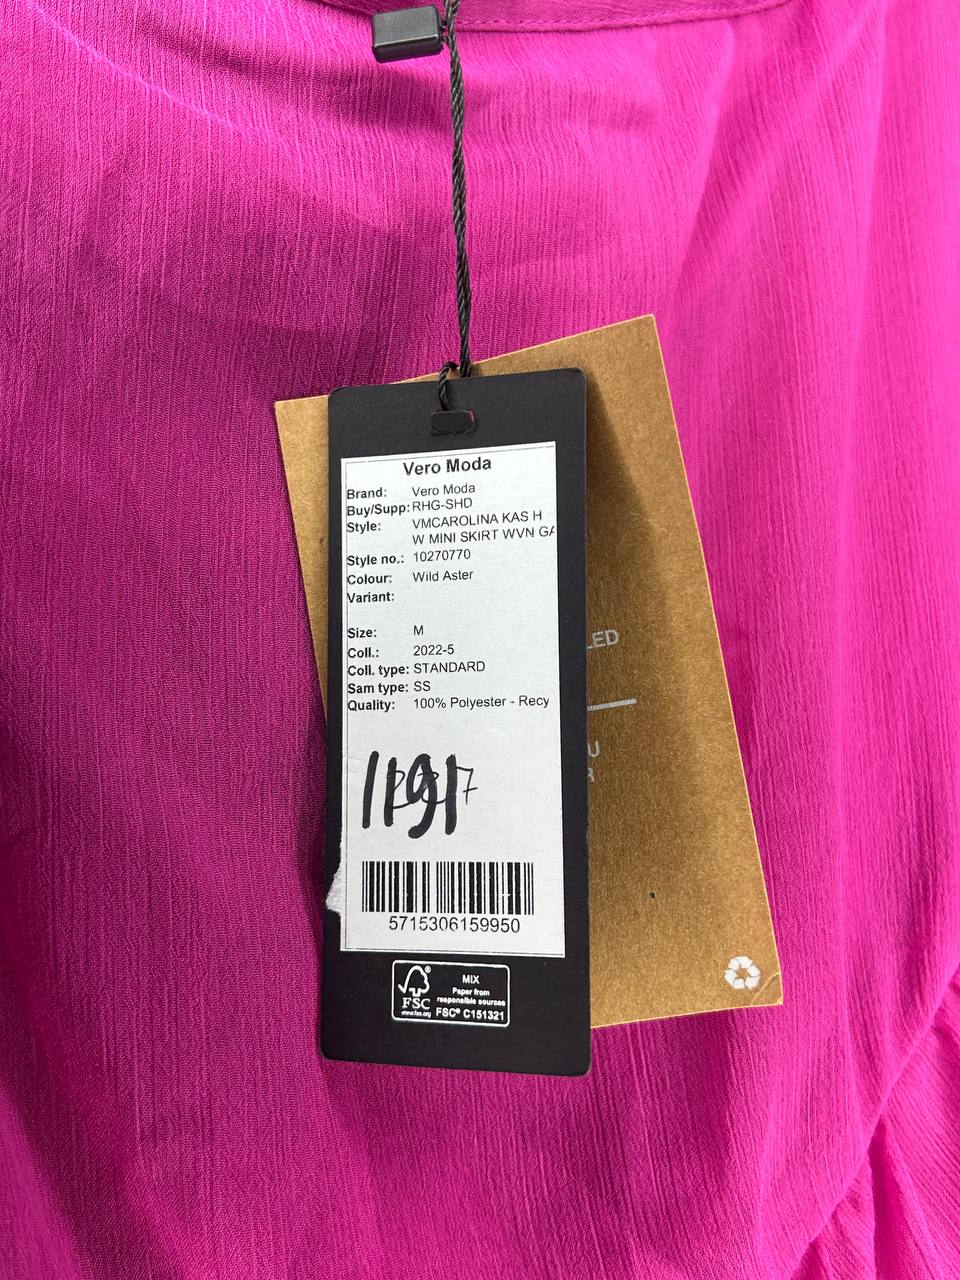 Vero Moda
Brand: Vero Moda
Buy/Supp: RHG-SHD
Style: VMCAROLINA KAS H
W MINI SKIRT WVN GA
Style no.: 10270770
Colour: Wild Aster
Variant:
Size: M
Coll.: 2022-5
Coll. type: STANDARD
Sam type: SS
Quality: 100% Polyester - Recy
1191
5715306159950
FSC®
www.fsc.org
MIX
Paper from
responsible sources
FSC® C151321
LED
U
R